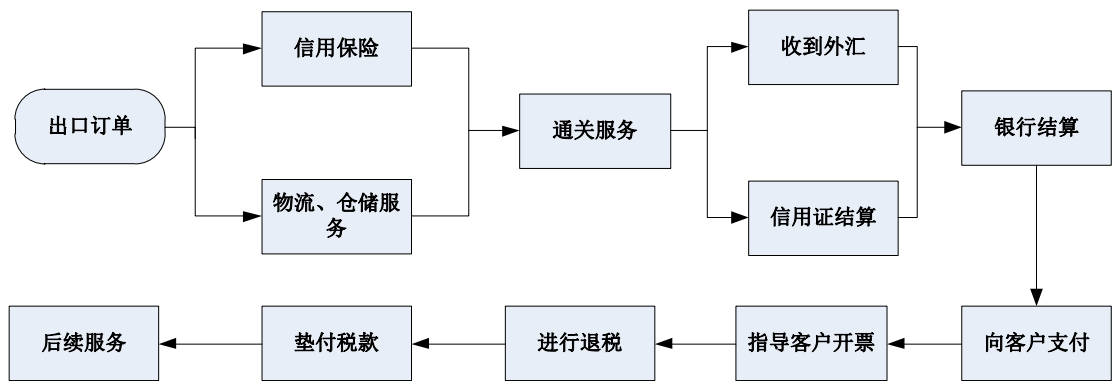 出口订单
信用保险
物流、仓储服
务
通关服务
收到外汇
信用证结算
银行结算
向客户支付
指导客户开票
进行退税
垫付税款
后续服务